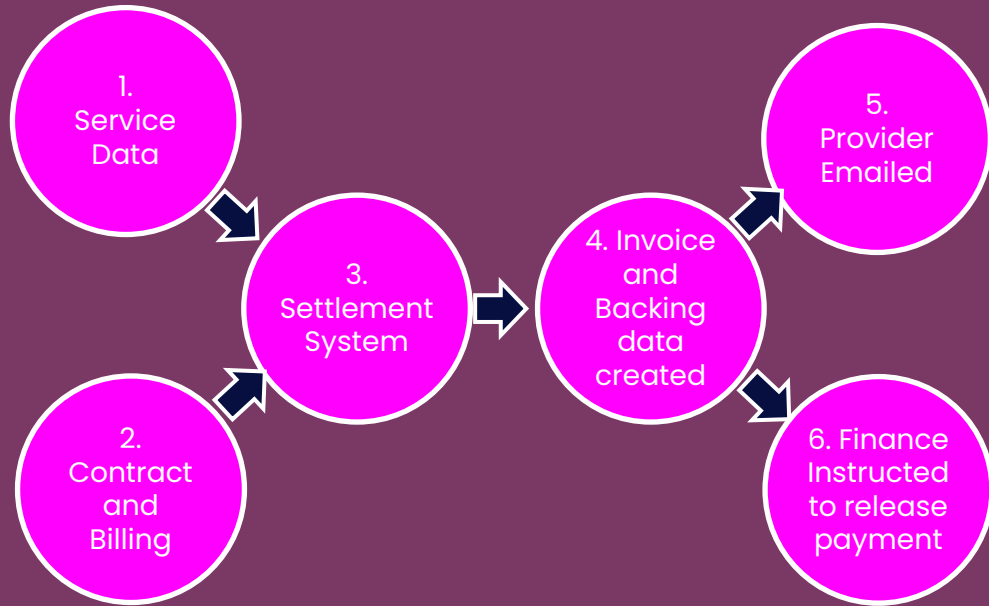 1.
Service
Data
2.
Contract
and
Billing
3.
Settlement
System
4. Invoice
and
Backing
data
created
5.
Provider
Emailed
6. Finance
Instructed
to release
payment